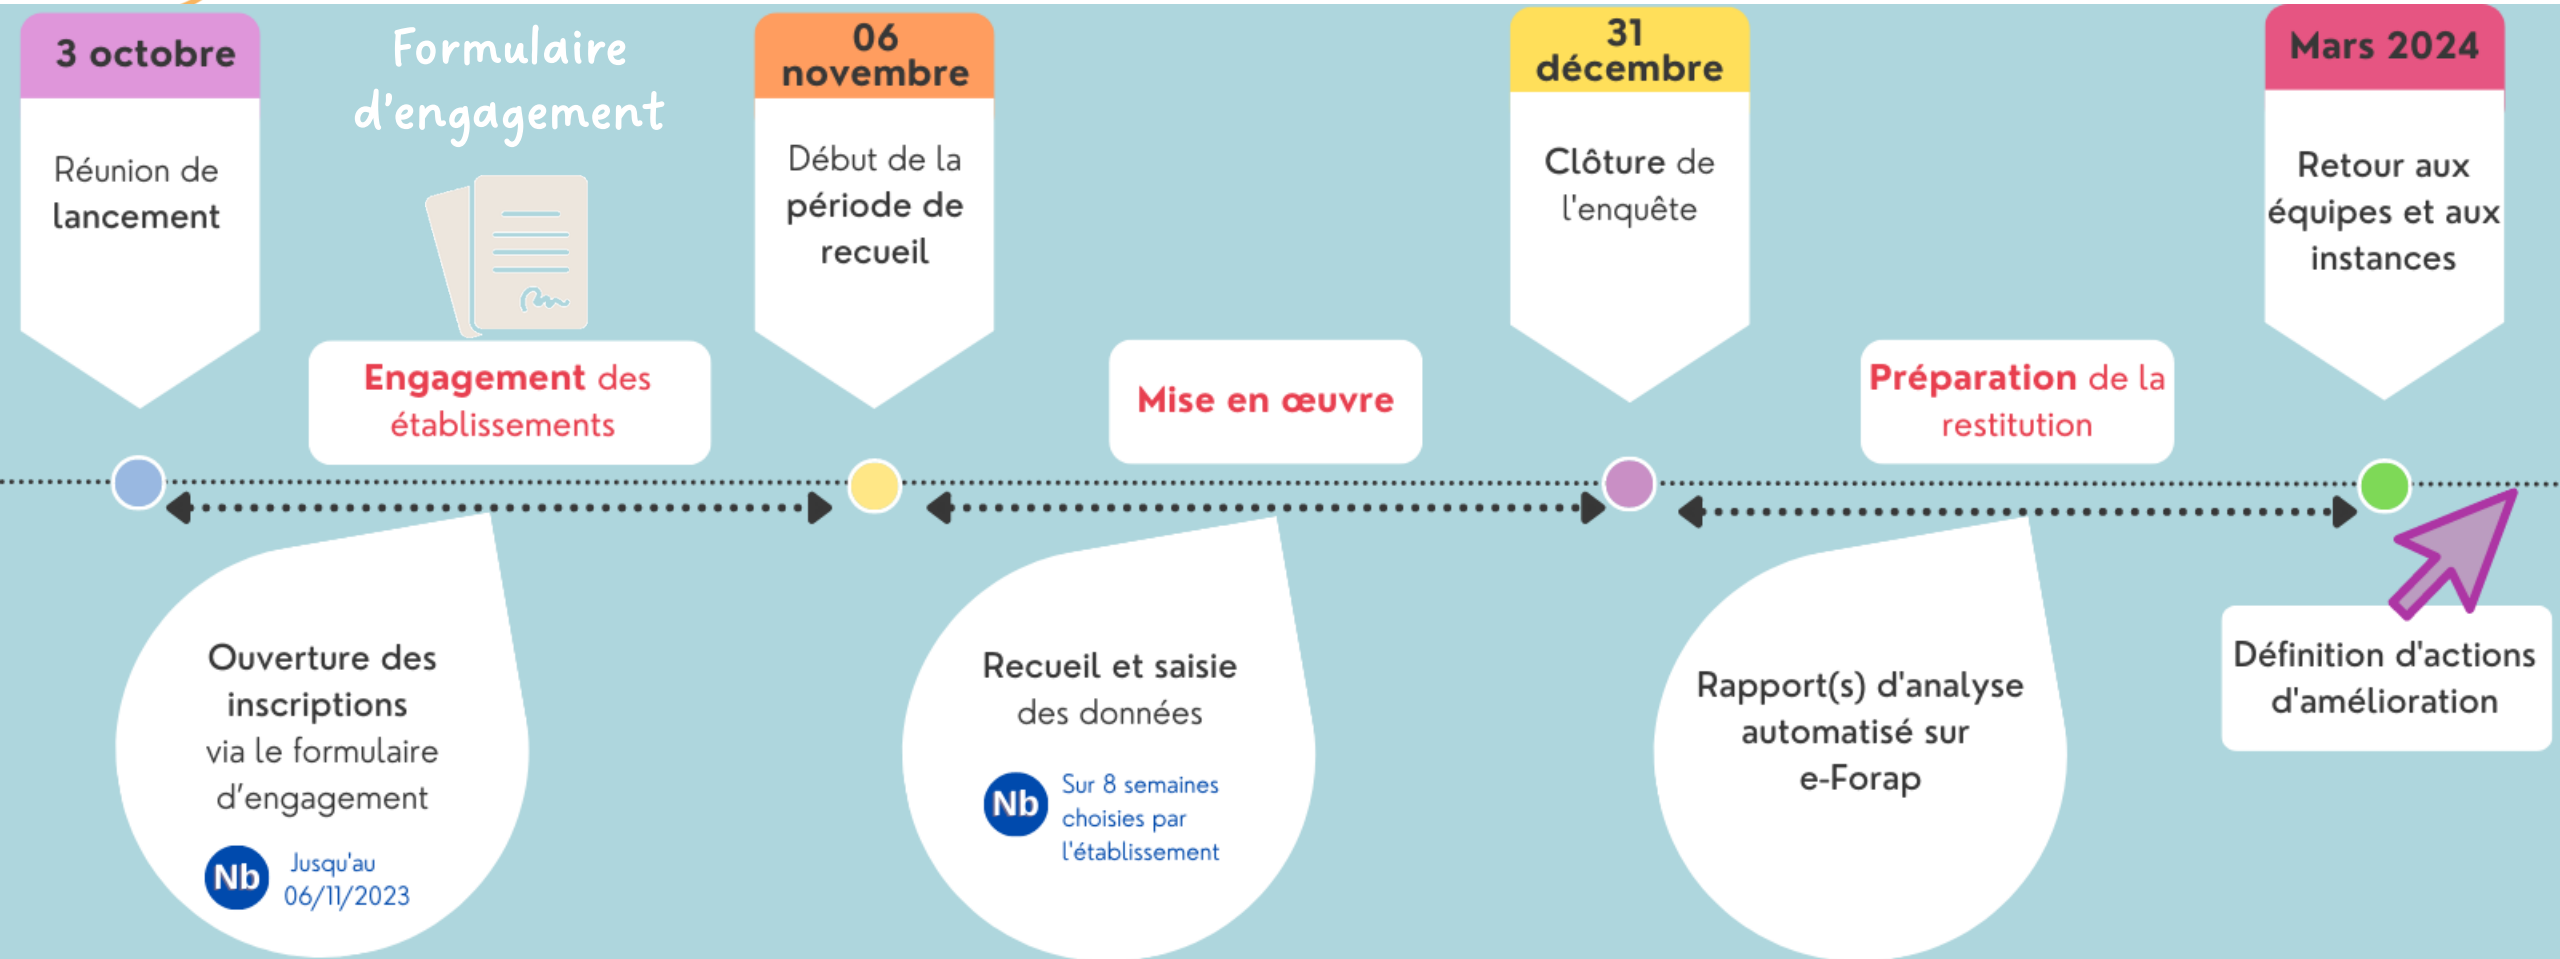 3 octobre
Réunion de
lancement
Formulaire
d'engagement
Engagement des
établissements
Ouverture des
inscriptions
via le formulaire
d'engagement
Nb
Jusqu'au
06/11/2023
06
novembre
Début de la
période de
recueil
Mise en œuvre
Recueil et saisie
des données
Nb
Sur 8 semaines
choisies par
l'établissement
31
décembre
Clôture de
l'enquête
Préparation de la
restitution
Rapport(s) d'analyse
automatisé sur
e-Forap
Mars 2024
Retour aux
équipes et aux
instances
Définition d'actions
d'amélioration